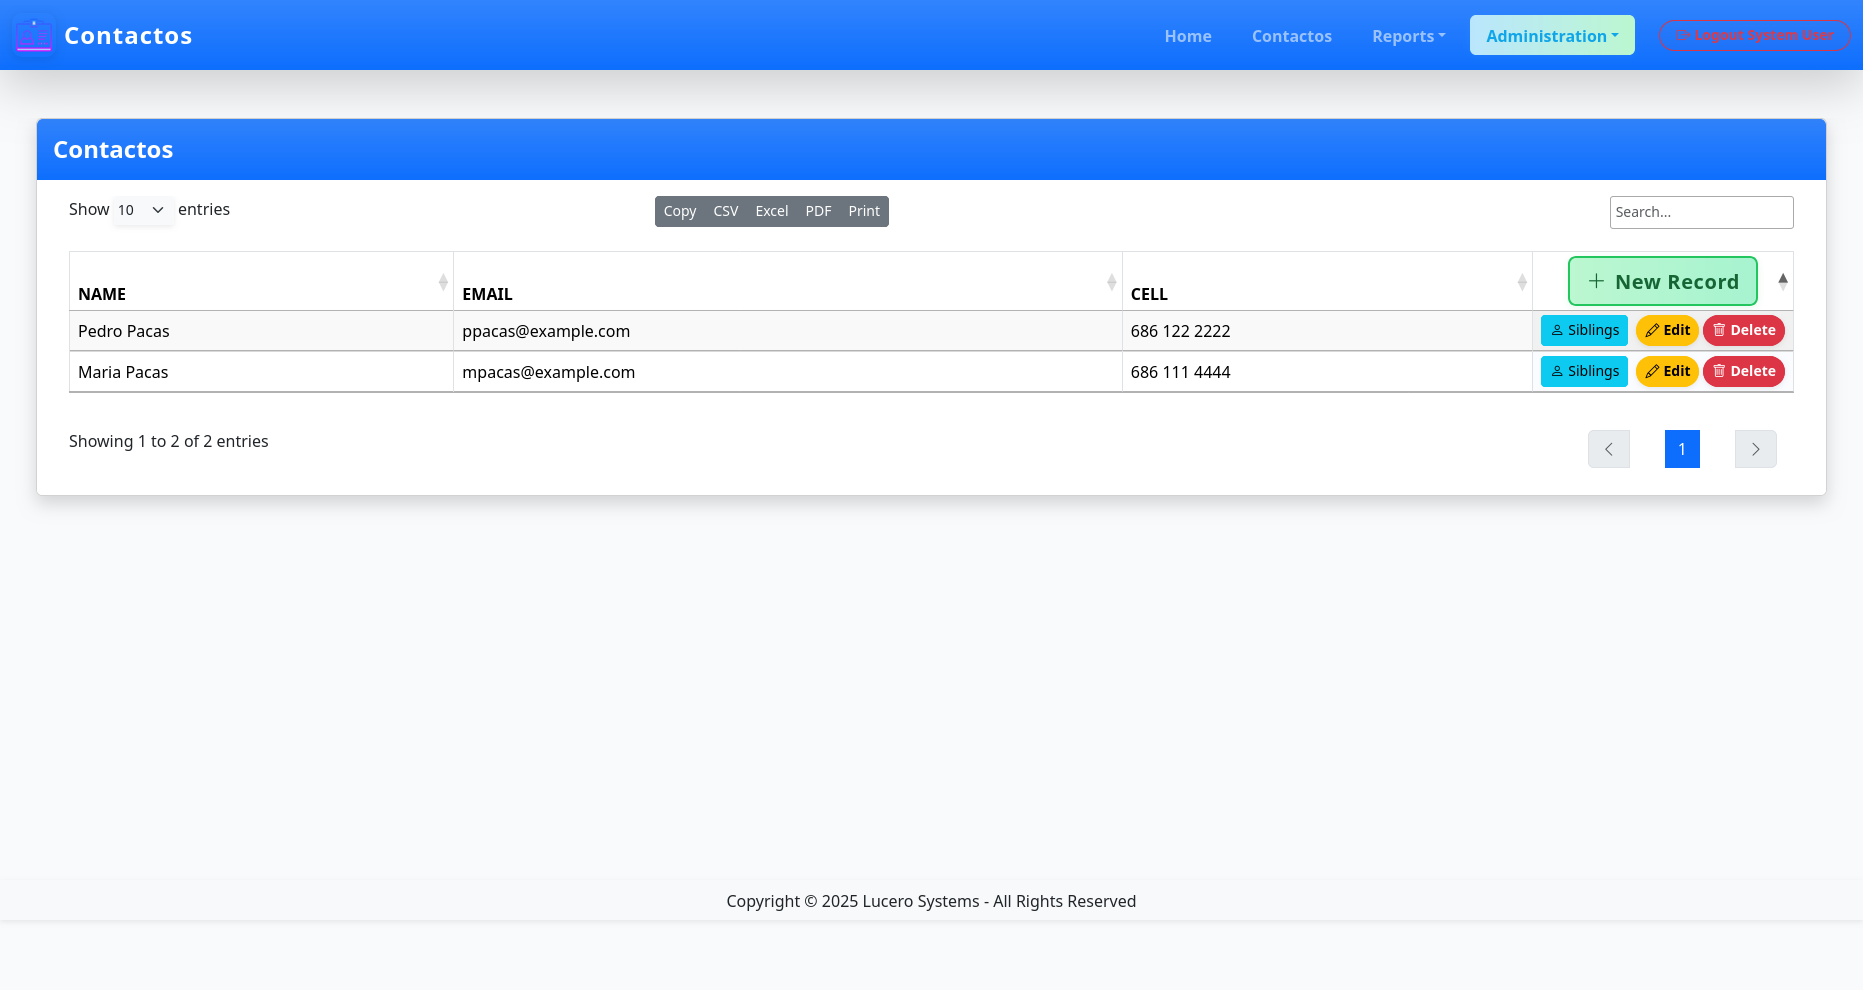 Contactos
Home Contactos Reports Administration Logout System User
Contactos
Show 10 entries Copy CSV Excel PDF Print Search...
NAME EMAIL CELL New Record
Pedro Pacas ppacas@example.com 686 122 2222 Siblings Edit Delete
Maria Pacas mpacas@example.com 686 111 4444 Siblings Edit Delete
Showing 1 to 2 of 2 entries 1
Copyright © 2025 Lucero Systems - All Rights Reserved